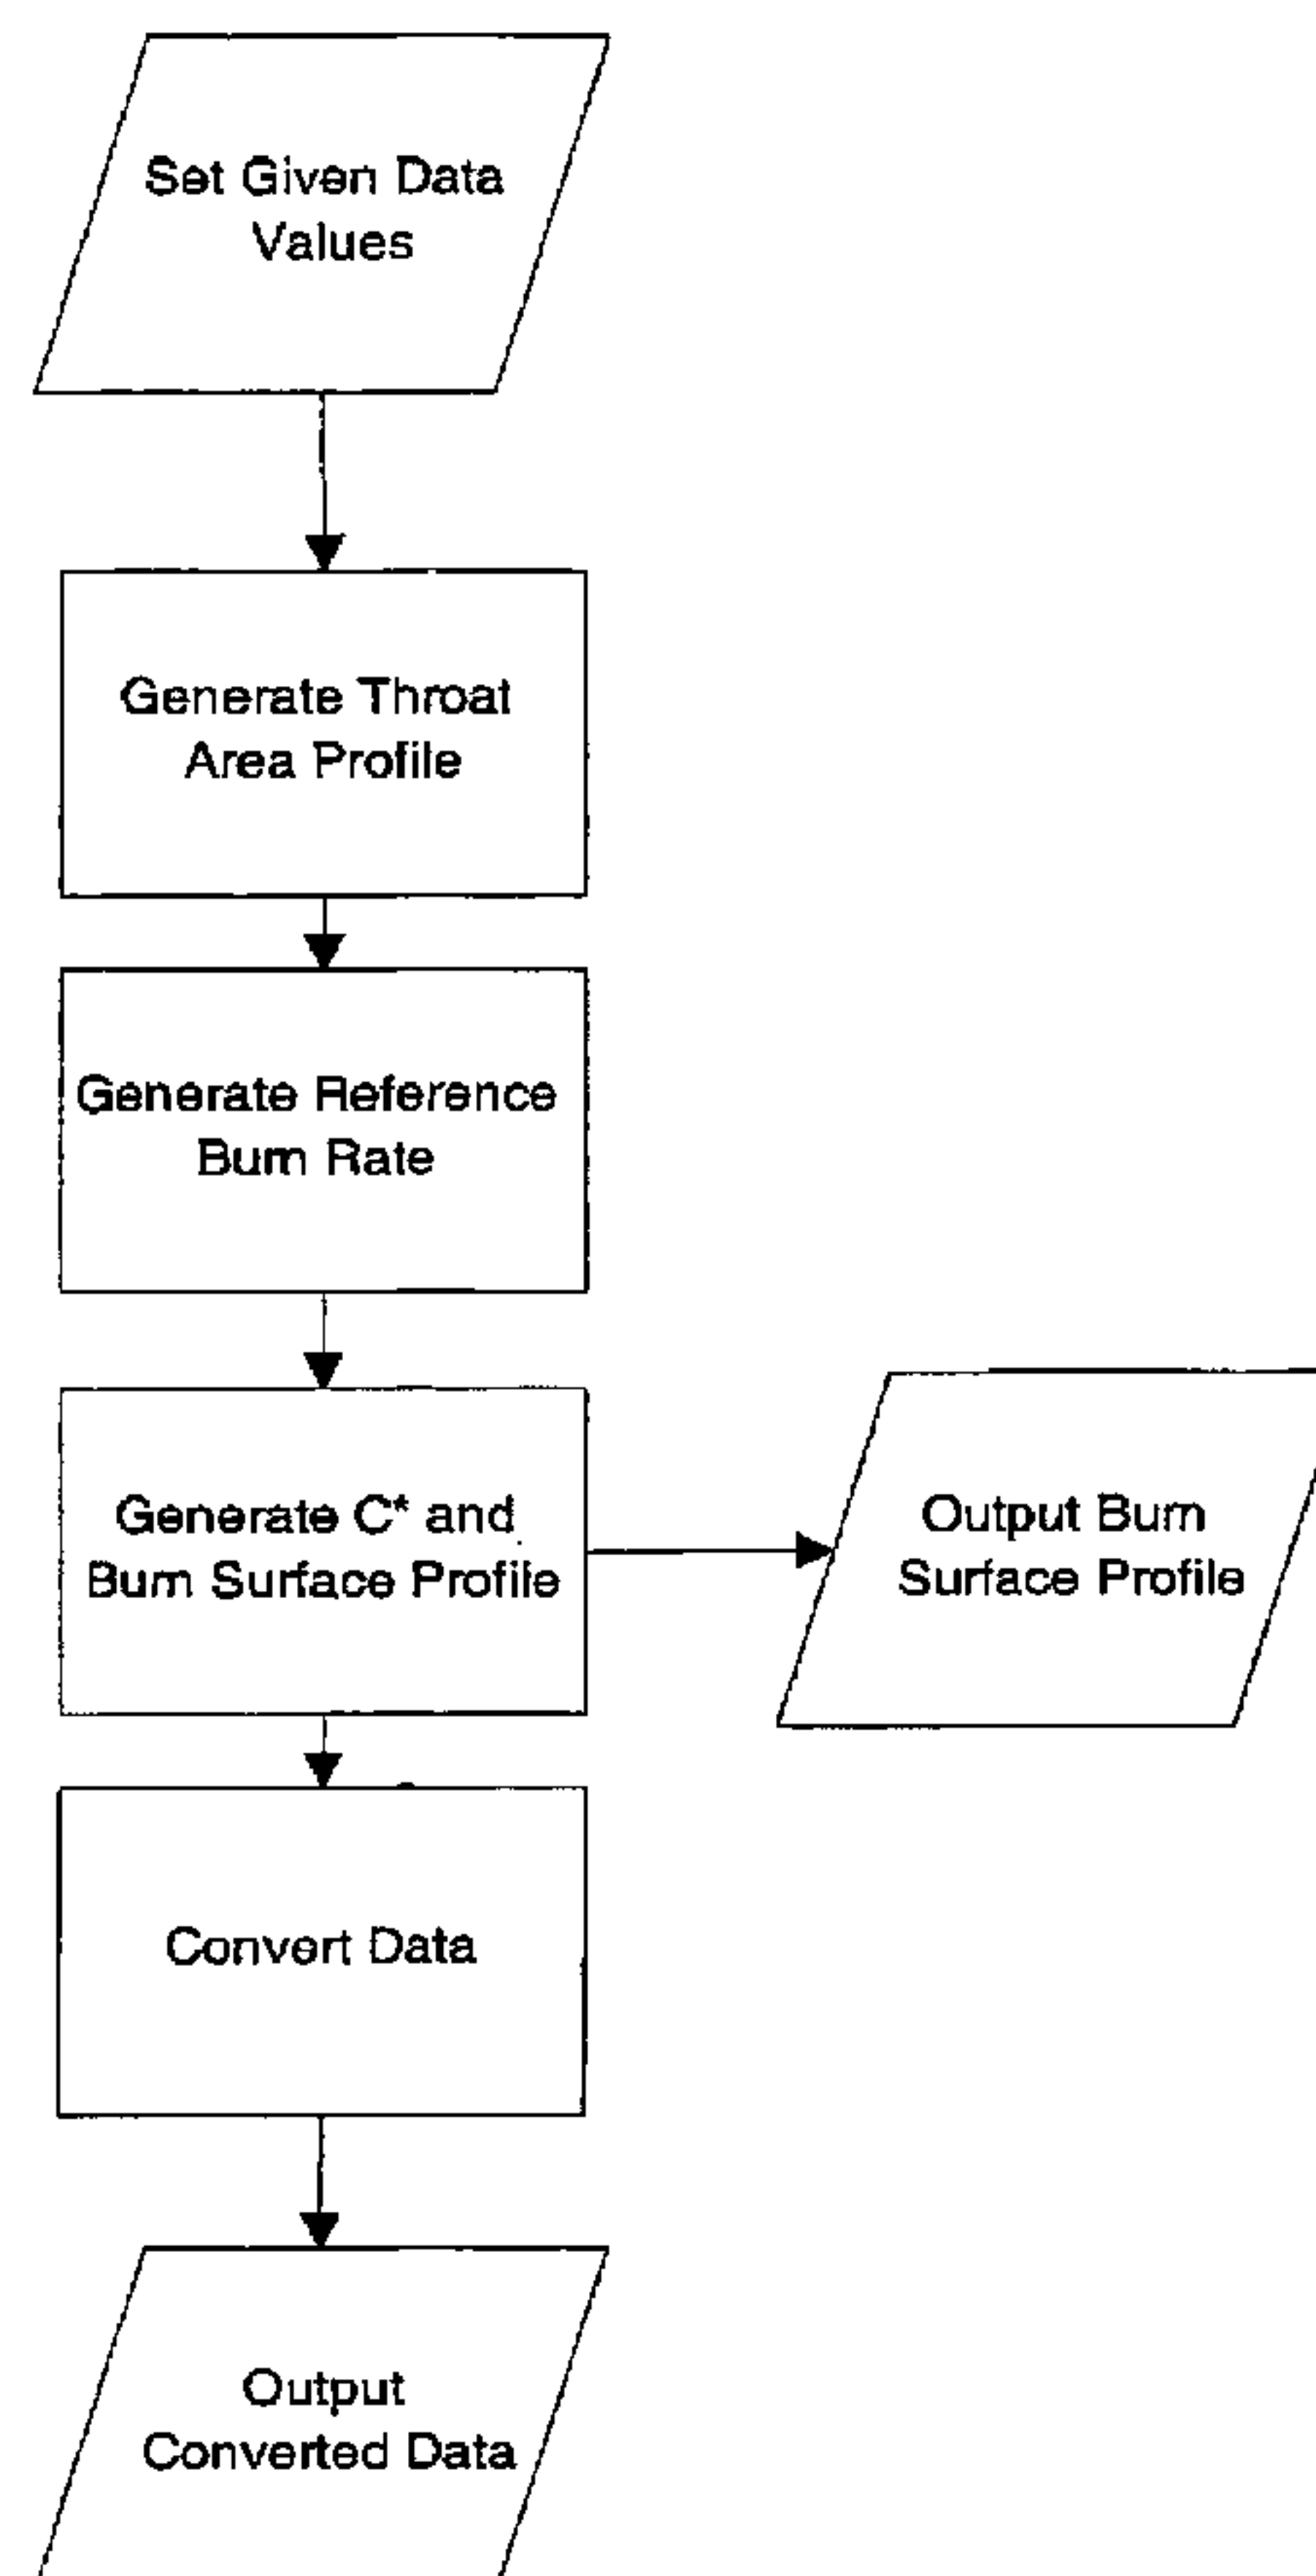 Set Given Data
Values
Generate Throat
Area Profile
Generate Reference
Burn Rate
Generate C* and
Burn Surface Profile
Output Burn
Surface Profile
Convert Data
Output
Converted Data